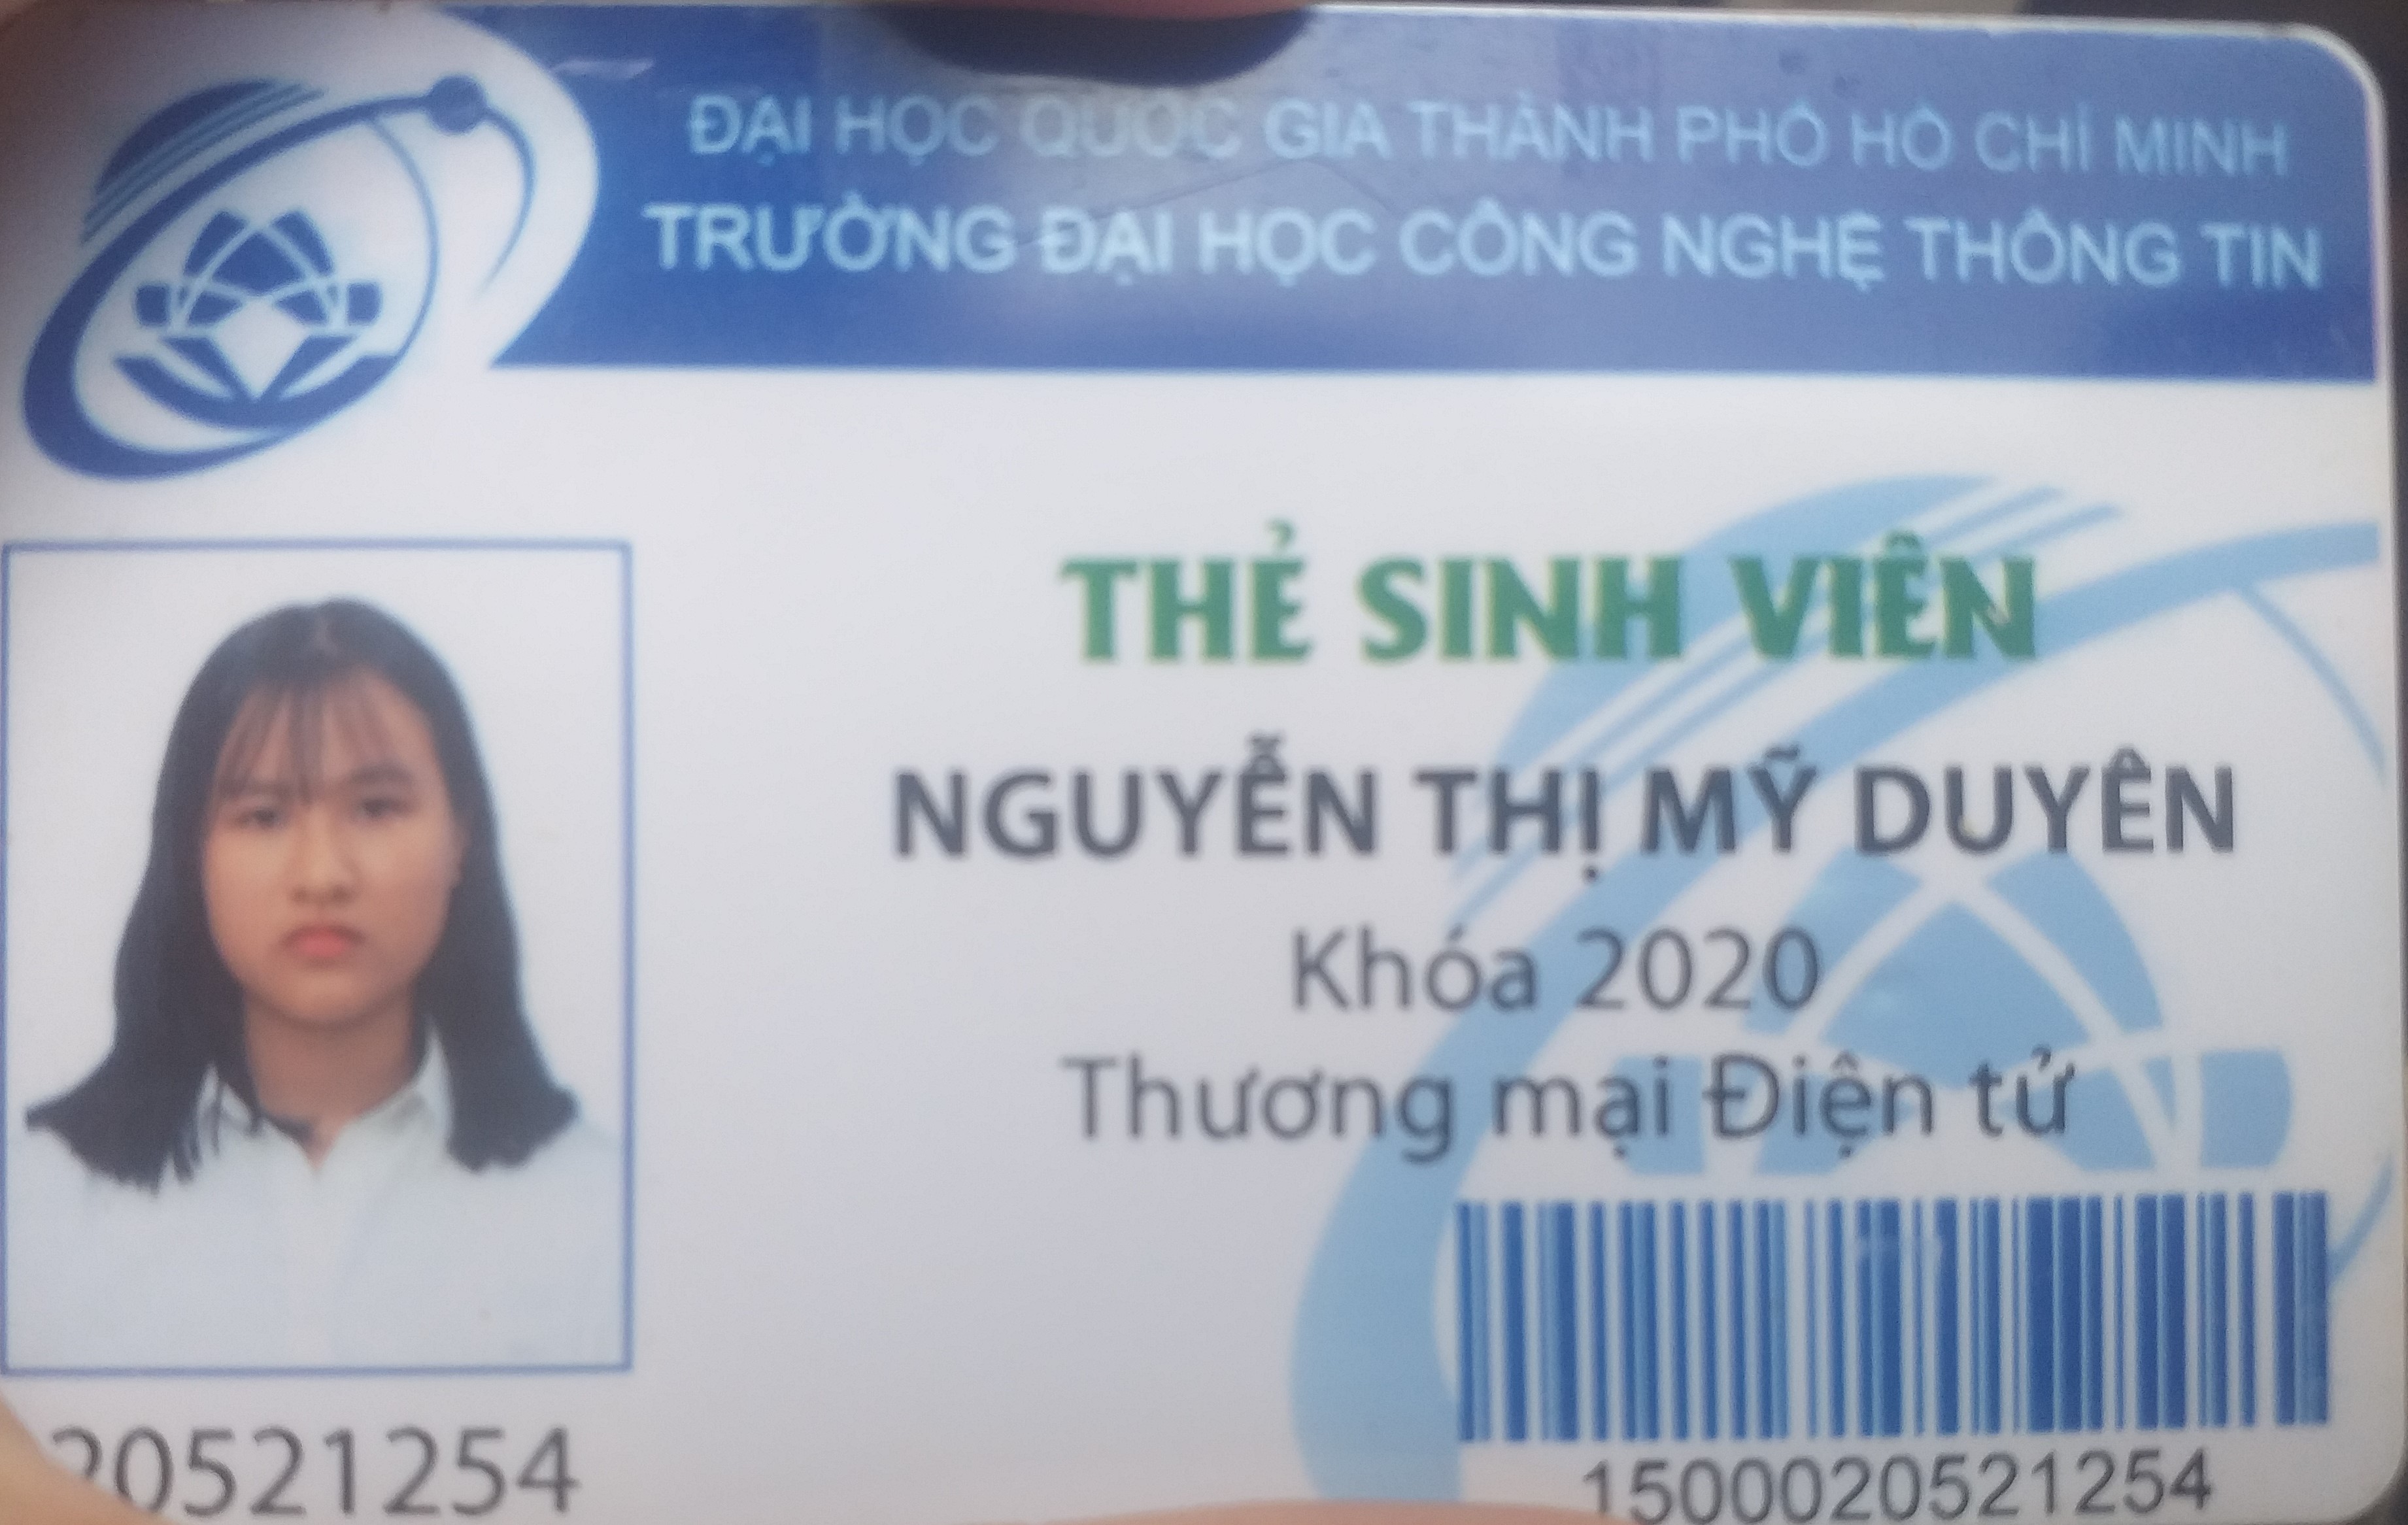 ĐẠI HỌC QUỐC GIA THÀNH PHỐ HỒ CHÍ MINH
TRƯỜNG ĐẠI HỌC CÔNG NGHỆ THÔNG TIN
THẺ SINH VIÊN
NGUYỄN THỊ MỸ DUYÊN
Khóa 2020
Thương mại Điện tử
20521254
1500020521254